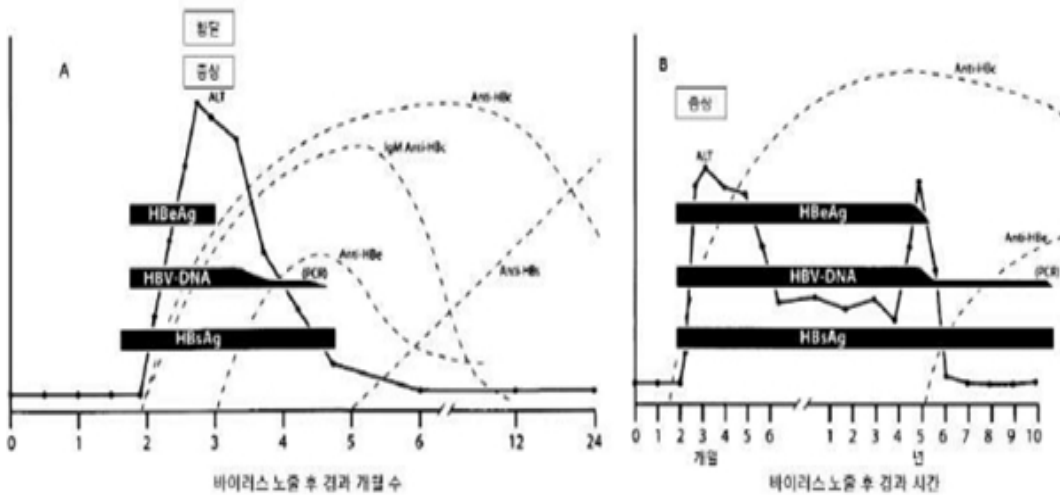 A
황달
증상
ALT
Anti-HBc
IgM Anti-HBc
HBeAg
Anti-HBe
HBV-DNA
(PCR)
Anti-HBs
HBsAg
0 1 2 3 4 5 6 12 24
바이러스 노출 후 경과 개월 수
B
증상
Anti-HBc
ALT
HBeAg
Anti-HBe
HBV-DNA
(PCR)
HBsAg
0 1 2 3 4 5 6 1 2 3 4 5 6 7 8 9 10
개월 년
바이러스 노출 후 경과 시간